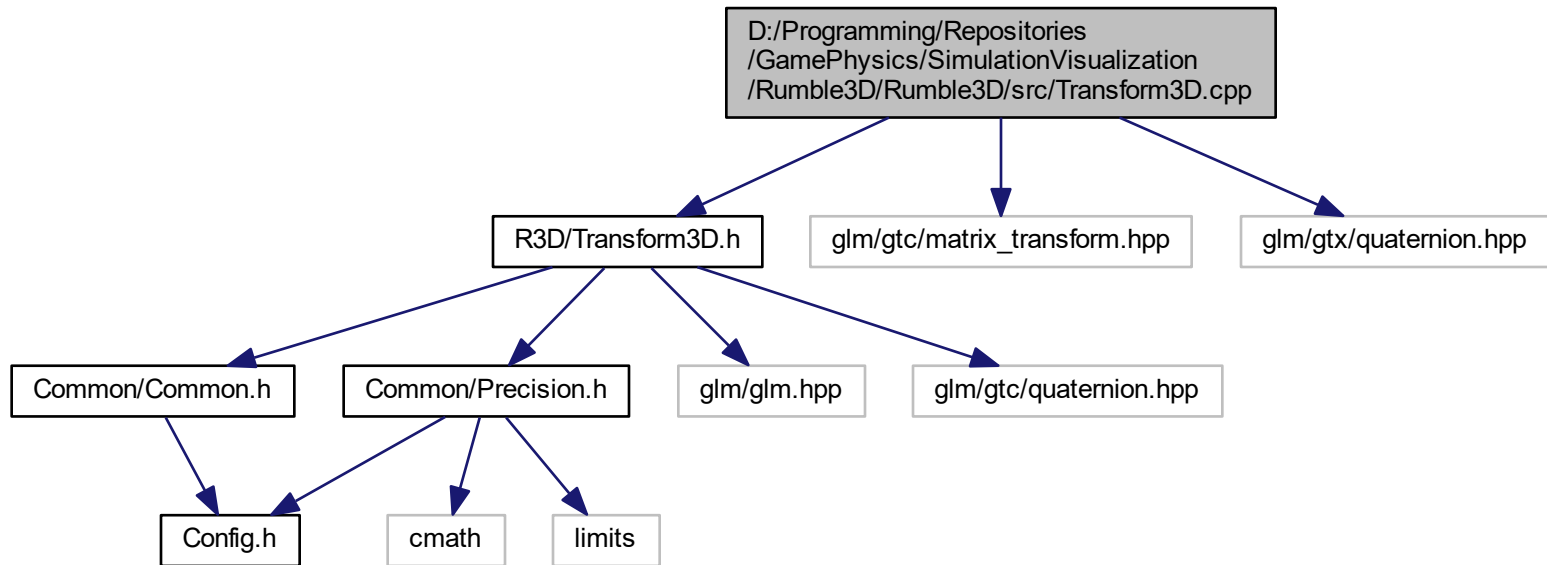 D:/Programming/Repositories
/GamePhysics/SimulationVisualization
/Rumble3D/Rumble3D/src/Transform3D.cpp
R3D/Transform3D.h
glm/gtc/matrix_transform.hpp
glm/gtx/quaternion.hpp
Common/Common.h
Common/Precision.h
glm/glm.hpp
glm/gtc/quaternion.hpp
Config.h
cmath
limits